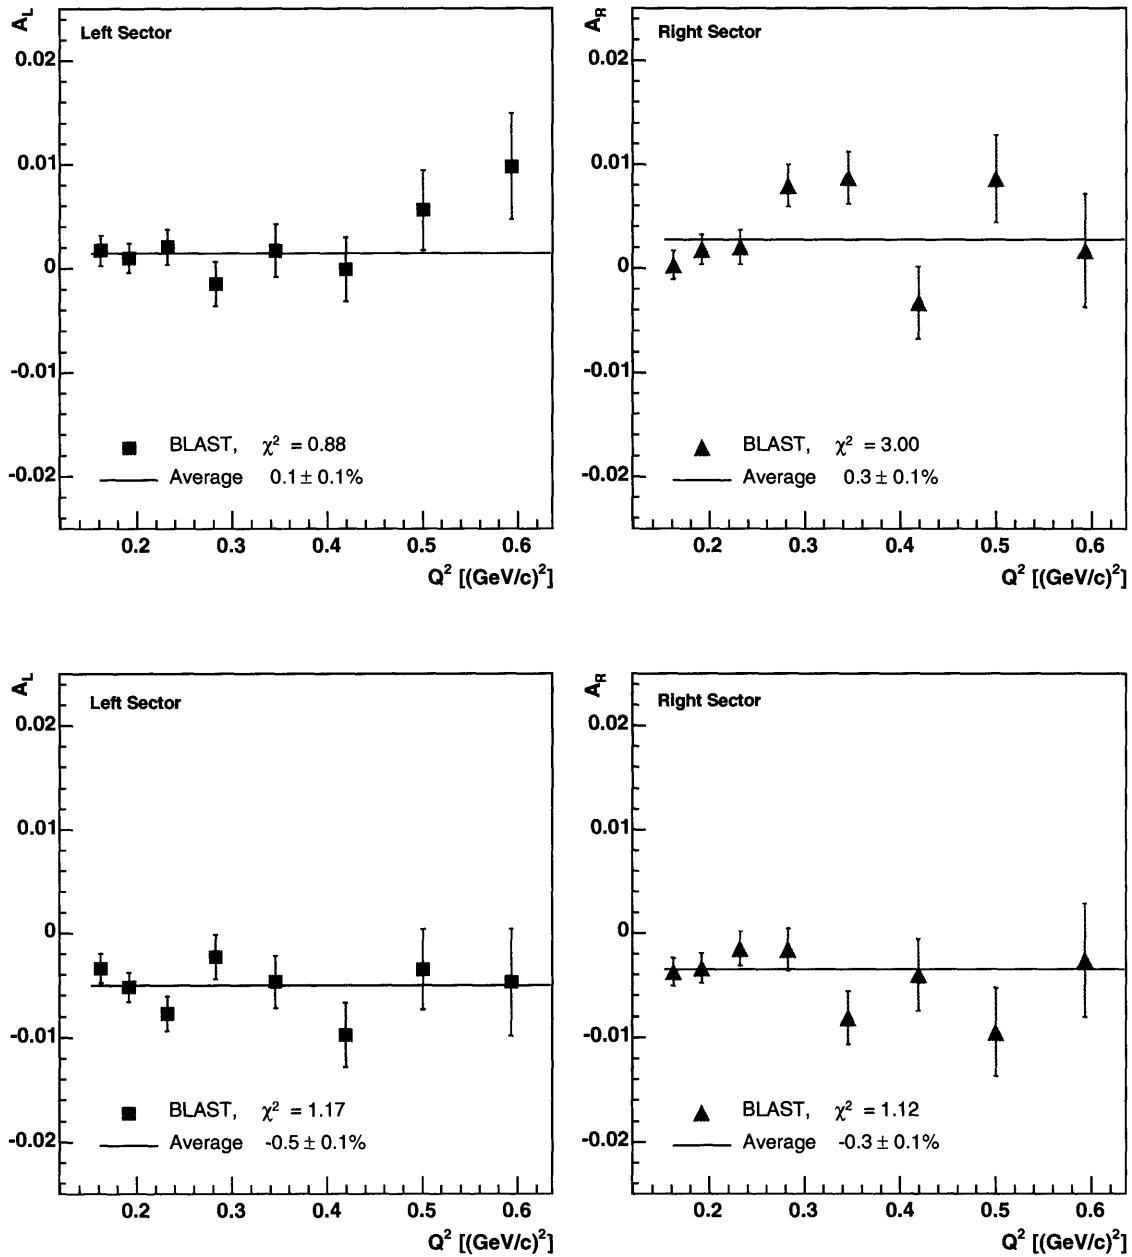 A_L
Left Sector
0.02
0.01
0
-0.01
-0.02
BLAST, χ² = 0.88
Average 0.1 ± 0.1%
0.2 0.3 0.4 0.5 0.6
Q² [(GeV/c)²]
A_R
Right Sector
0.02
0.01
0
-0.01
-0.02
BLAST, χ² = 3.00
Average 0.3 ± 0.1%
0.2 0.3 0.4 0.5 0.6
Q² [(GeV/c)²]
A_L
Left Sector
0.02
0.01
0
-0.01
-0.02
BLAST, χ² = 1.17
Average -0.5 ± 0.1%
0.2 0.3 0.4 0.5 0.6
Q² [(GeV/c)²]
A_R
Right Sector
0.02
0.01
0
-0.01
-0.02
BLAST, χ² = 1.12
Average -0.3 ± 0.1%
0.2 0.3 0.4 0.5 0.6
Q² [(GeV/c)²]